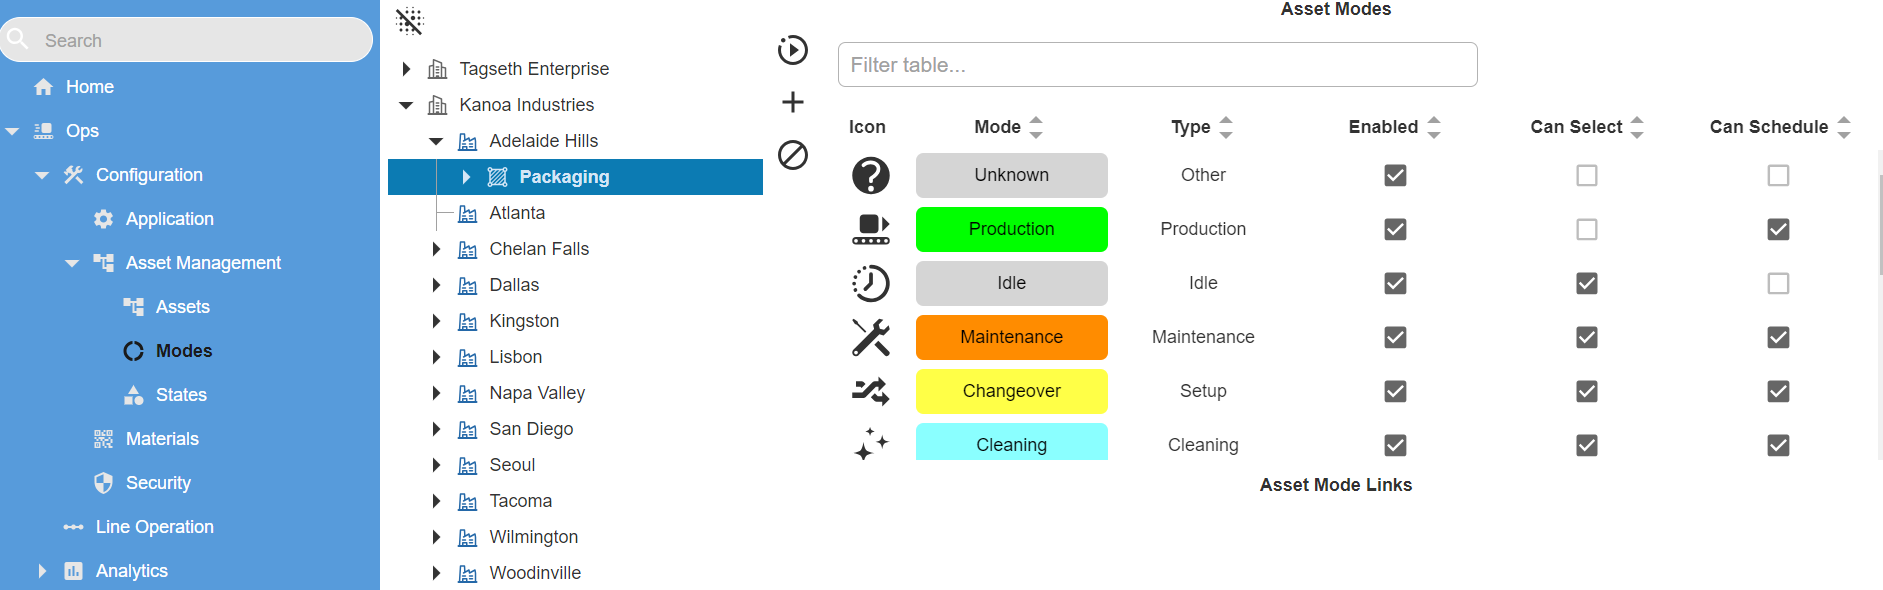 Search
Home
Ops
Configuration
Application
Asset Management
Assets
Modes
States
Materials
Security
Line Operation
Analytics
Tagseth Enterprise
Kanoa Industries
Adelaide Hills
Packaging
Atlanta
Chelan Falls
Dallas
Kingston
Lisbon
Napa Valley
San Diego
Seoul
Tacoma
Wilmington
Woodinville
Asset Modes
Filter table...
Icon Mode Type Enabled Can Select Can Schedule
Unknown Other
Production Production
Idle Idle
Maintenance Maintenance
Changeover Setup
Cleaning Cleaning
Asset Mode Links